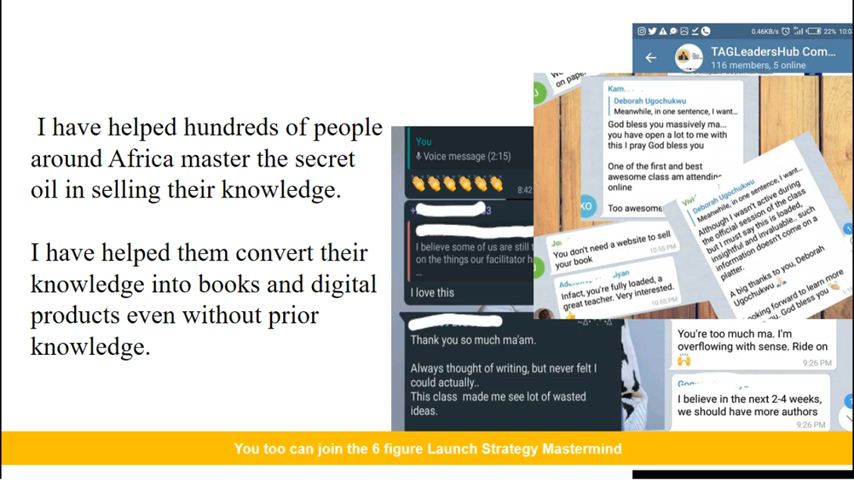 I have helped hundreds of people
around Africa master the secret
oil in selling their knowledge.
I have helped them convert their
knowledge into books and digital
products even without prior
knowledge.
You
Voice message (2:15)
8:42
3
I believe some of us are still
on the things our facilitator
...
I love this
Thank you so much ma'am.
Always thought of writing, but never felt I
could actually..
This class made me see lot of wasted
ideas.
0.46KB/s
22%
TAGLeadersHub Com...
116 members, 5 online
on pape
Kam
Deborah Ugochukwu
Meanwhile, in one sentence, I want...
God bless you massively ma...
you have open a lot to me with
this I pray God bless
you
One of the first and best
awesome class am attending
online
Too awesome
KO
You don't need a website to sell
your book
10:55 PM
Infact, you're fully loaded, a
great teacher. Very interested.
10:55 PM
Deborah Ugochukwu
Meanwhile, in one sentence, I want...
Although I wasn't active during
the official session of the class
but I must say this is loaded,
insightful and invaluable.. such
information doesn't come on a
platter.
A big thanks to you, Deborah
Ugochukwu
looking forward to learn more
God bless you
You're too much ma. I'm
overflowing with sense. Ride on
9:26 PM
I believe in the next 2-4 weeks,
we should have more authors
9:26 PM
You too can join the 6 figure Launch Strategy Mastermind